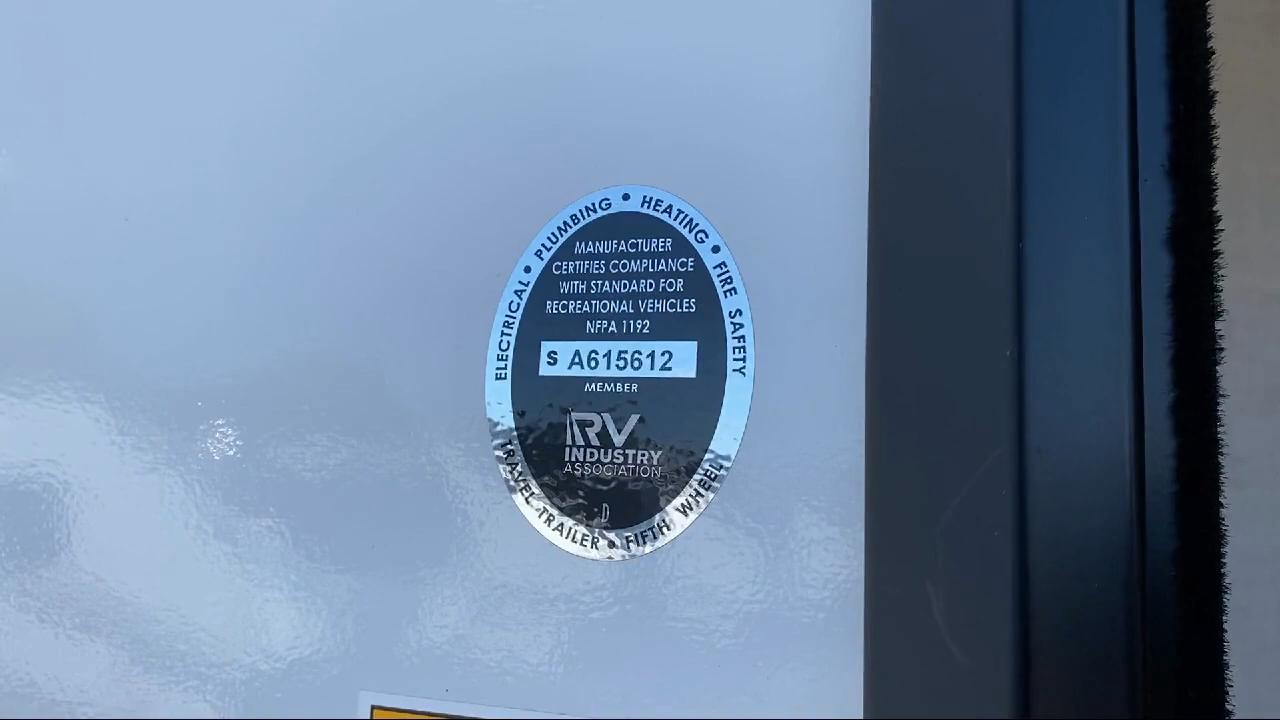 ELECTRICAL • PLUMBING • HEATING • FIRE SAFETY
MANUFACTURER
CERTIFIES COMPLIANCE
WITH STANDARD FOR
RECREATIONAL VEHICLES
NFPA 1192
S A615612
MEMBER
RV
INDUSTRY
ASSOCIATION
D
TRAVEL TRAILER • FIFTH WHEEL